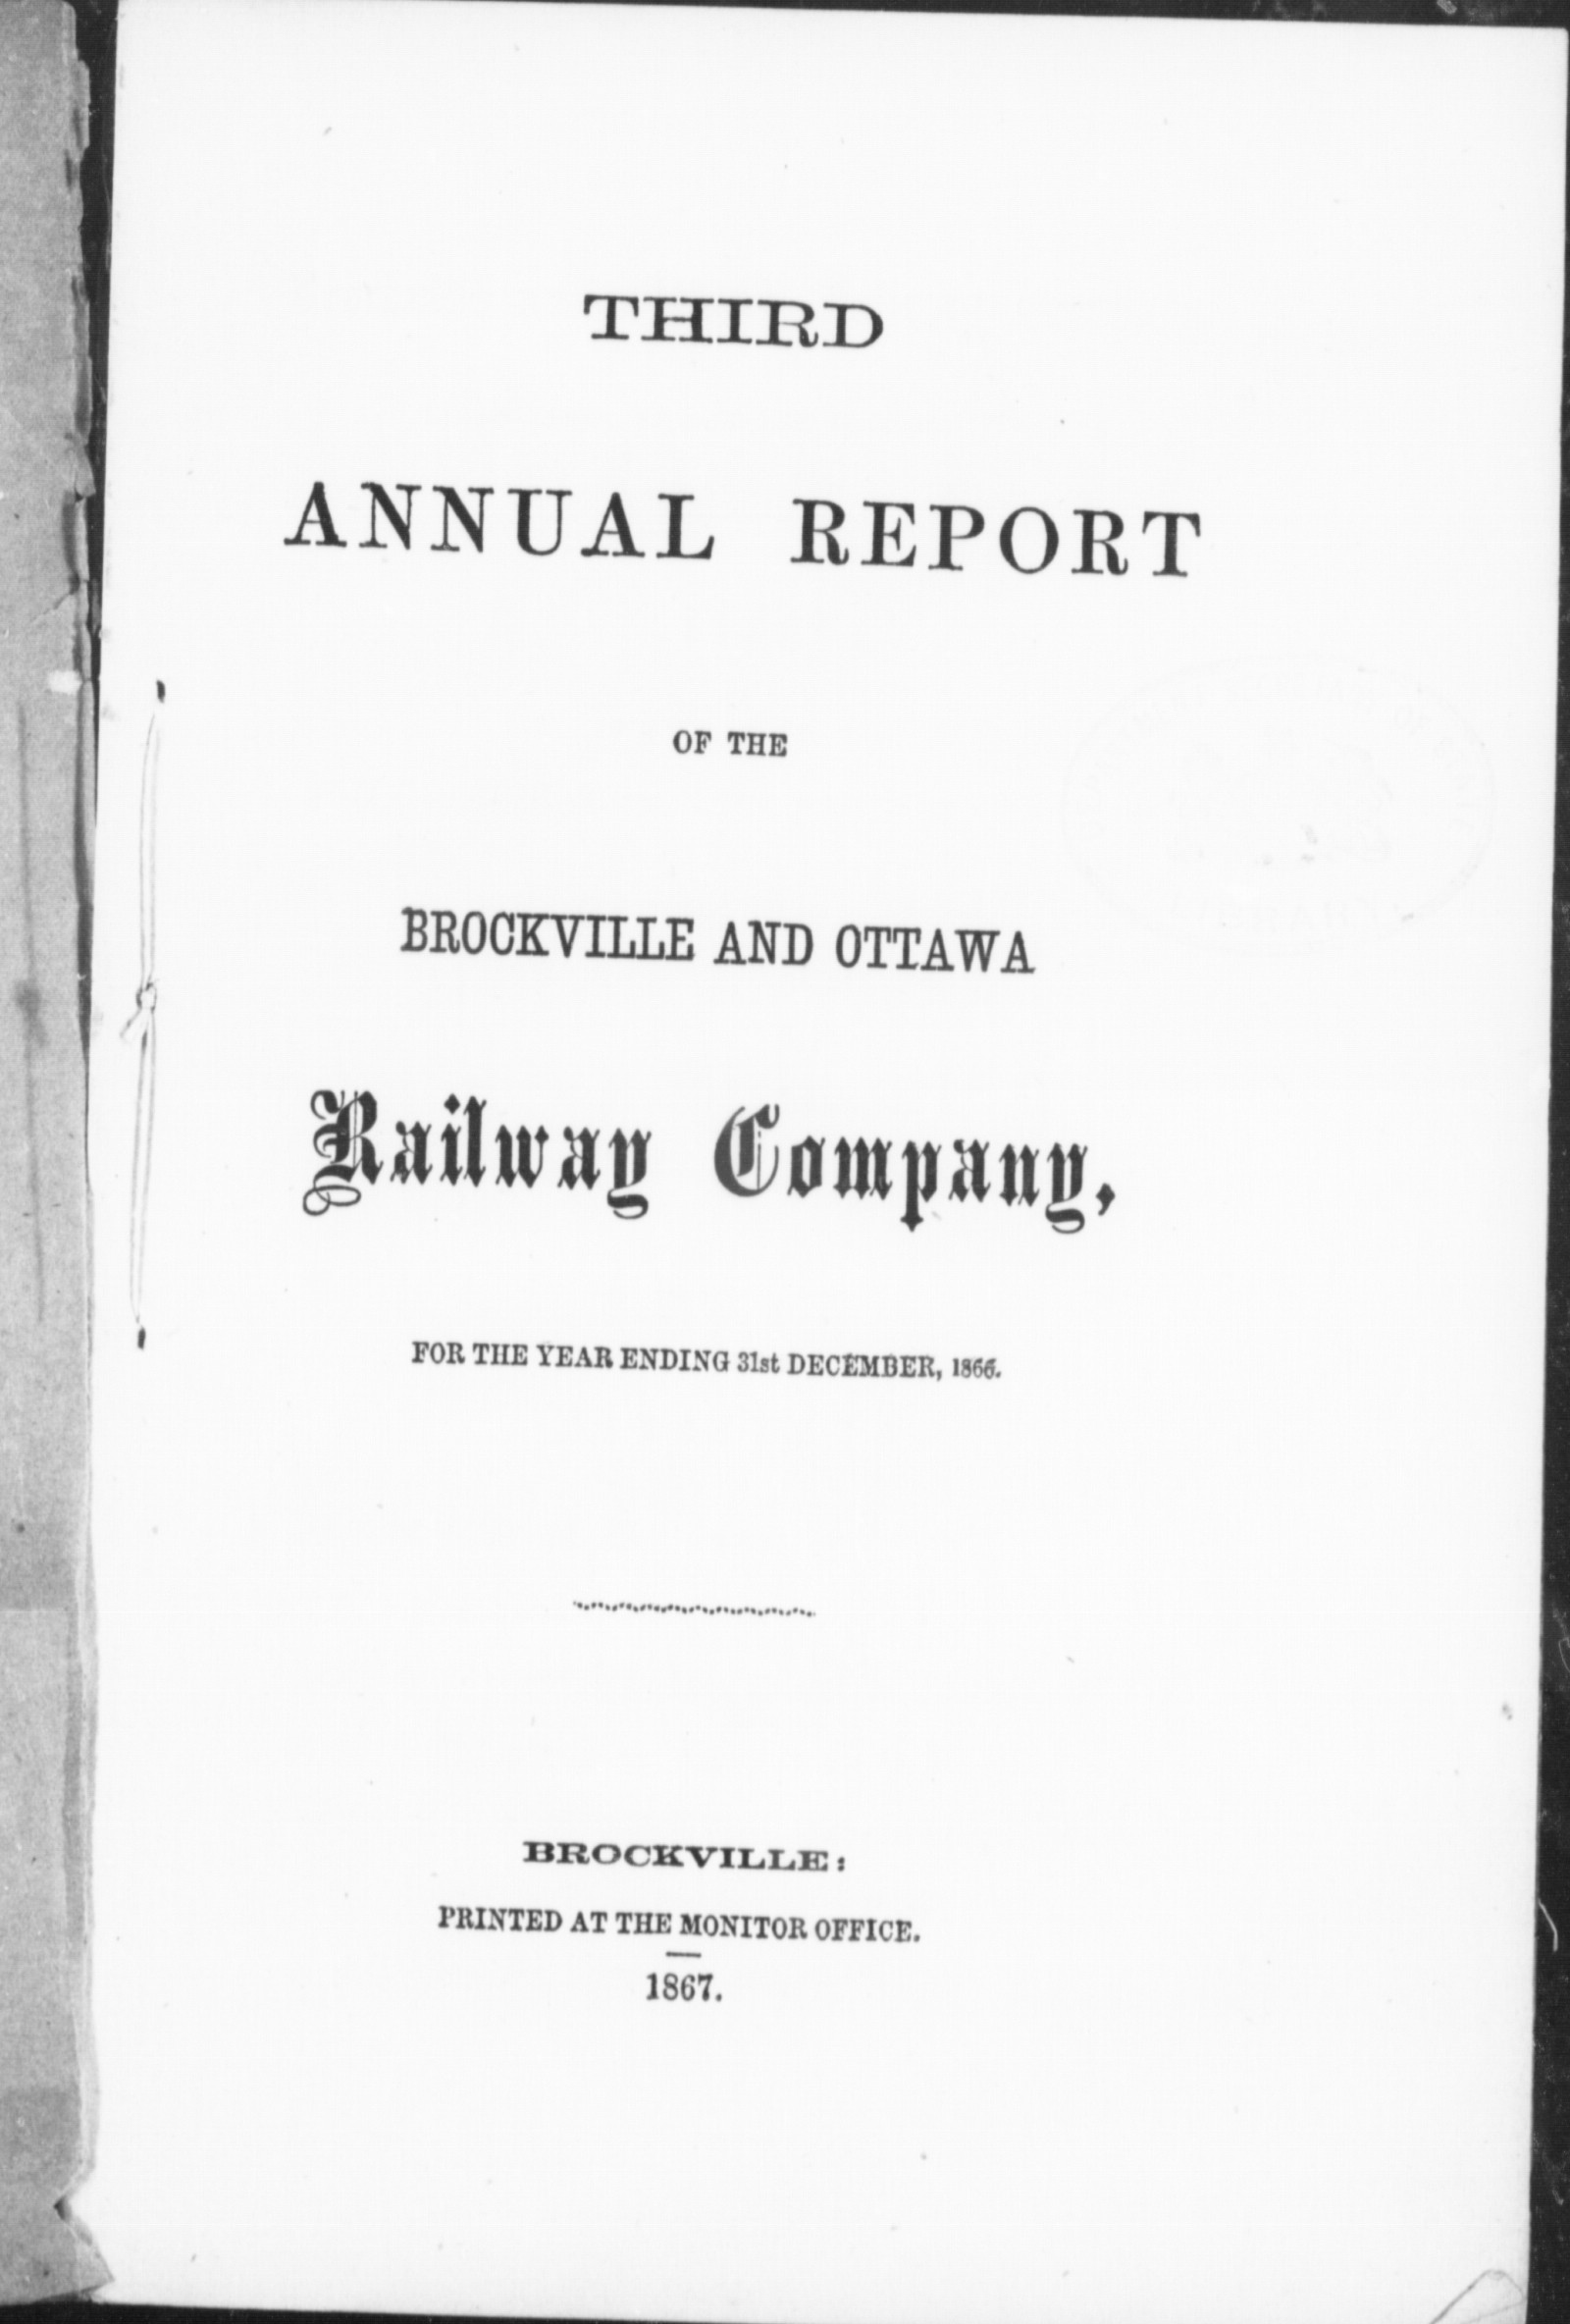 THIRD
ANNUAL REPORT
OF THE
BROCKVILLE AND OTTAWA
Railway Company,
FOR THE YEAR ENDING 31st DECEMBER, 1866.
BROCKVILLE:
PRINTED AT THE MONITOR OFFICE.
1867.